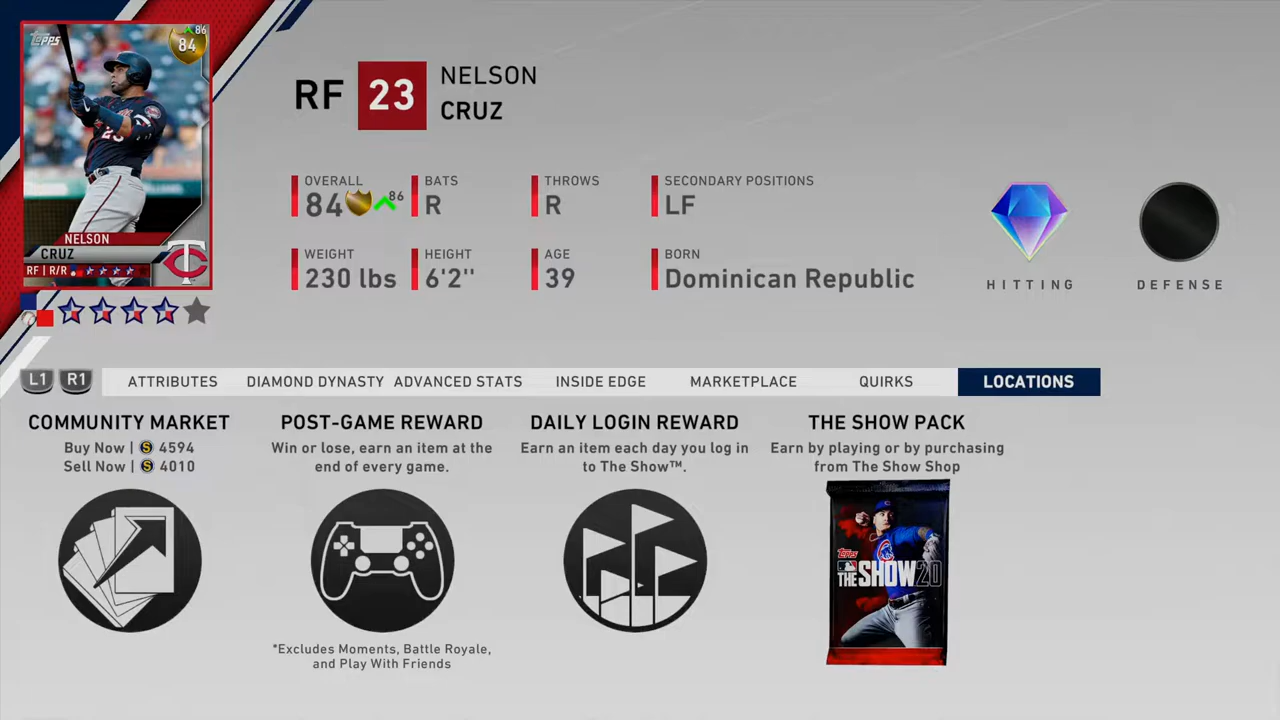 Topps
86
84
NELSON
CRUZ
RF | R/R
RF 23 NELSON
CRUZ
OVERALL
84 86
BATS
R
THROWS
R
SECONDARY POSITIONS
LF
WEIGHT
230 lbs
HEIGHT
6'2''
AGE
39
BORN
Dominican Republic
HITTING
DEFENSE
L1 R1 ATTRIBUTES DIAMOND DYNASTY ADVANCED STATS INSIDE EDGE MARKETPLACE QUIRKS LOCATIONS
COMMUNITY MARKET
Buy Now | S 4594
Sell Now | S 4010
POST-GAME REWARD
Win or lose, earn an item at the
end of every game.
*Excludes Moments, Battle Royale,
and Play With Friends
DAILY LOGIN REWARD
Earn an item each day you log in
to The Show™.
THE SHOW PACK
Earn by playing or by purchasing
from The Show Shop
Topps
THE SHOW 20